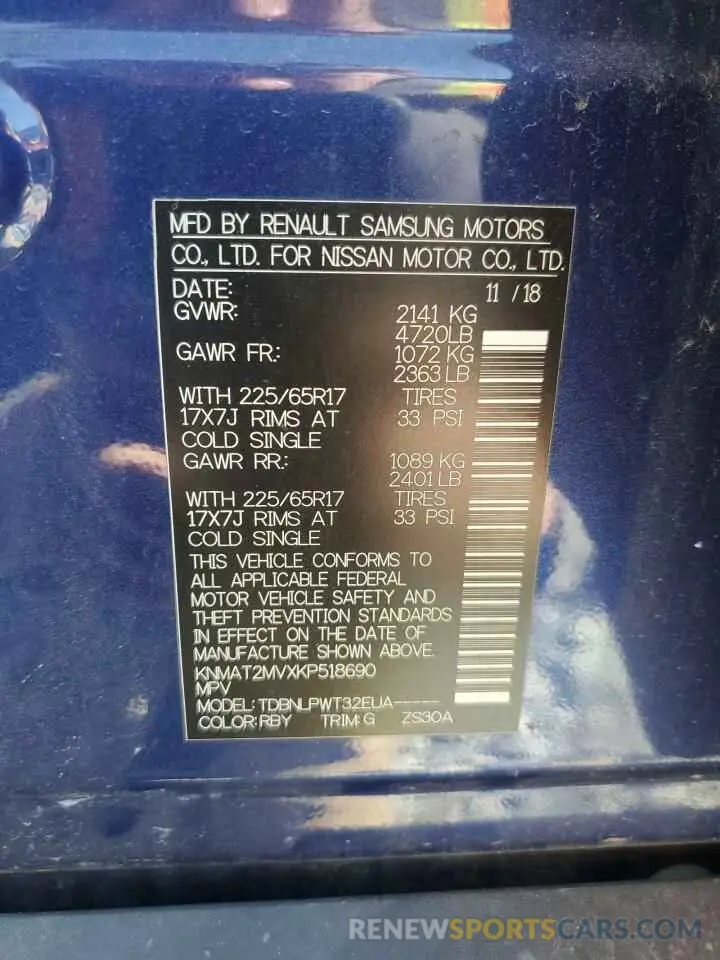 MFD BY RENAULT SAMSUNG MOTORS
CO., LTD. FOR NISSAN MOTOR CO., LTD.
DATE: 11 / 18
GVWR: 2141 KG
4720LB
GAWR FR.: 1072 KG
2363 LB
WITH 225/65R17 TIRES
17X7J RIMS AT 33 PSI
COLD SINGLE
GAWR RR.: 1089 KG
2401 LB
WITH 225/65R17 TIRES
17X7J RIMS AT 33 PSI
COLD SINGLE
THIS VEHICLE CONFORMS TO
ALL APPLICABLE FEDERAL
MOTOR VEHICLE SAFETY AND
THEFT PREVENTION STANDARDS
IN EFFECT ON THE DATE OF
MANUFACTURE SHOWN ABOVE.
KNMAT2MVXKP518690
MPV
MODEL: TDBNLPWT32EUA-----
COLOR:RBY TRIM:G ZS30A
RENEWSPORTSCARS.COM